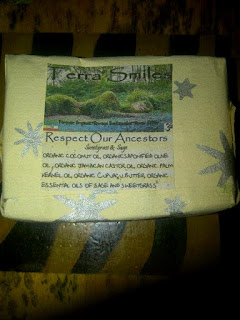 Terra Smiles
Respect Our Ancestors
Sweetgrass & Sage
ORGANIC COCONUT OIL, ORGANIC SAPONIFIED OLIVE
OIL, ORGANIC JAMAICAN CASTOR OIL, ORGANIC PALM
KERNEL OIL, ORGANIC CUPUAÇU BUTTER, ORGANIC
ESSENTIAL OILS OF SAGE AND SWEETGRASS